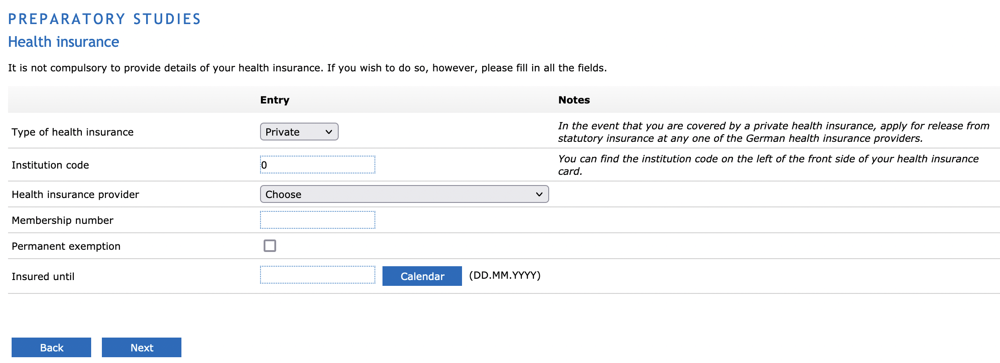 PREPARATORY STUDIES
Health insurance
It is not compulsory to provide details of your health insurance. If you wish to do so, however, please fill in all the fields.
Entry Notes
Type of health insurance Private In the event that you are covered by a private health insurance, apply for release from
statutory insurance at any one of the German health insurance providers.
Institution code 0 You can find the institution code on the left of the front side of your health insurance
card.
Health insurance provider Choose
Membership number
Permanent exemption
Insured until Calendar (DD.MM.YYYY)
Back Next